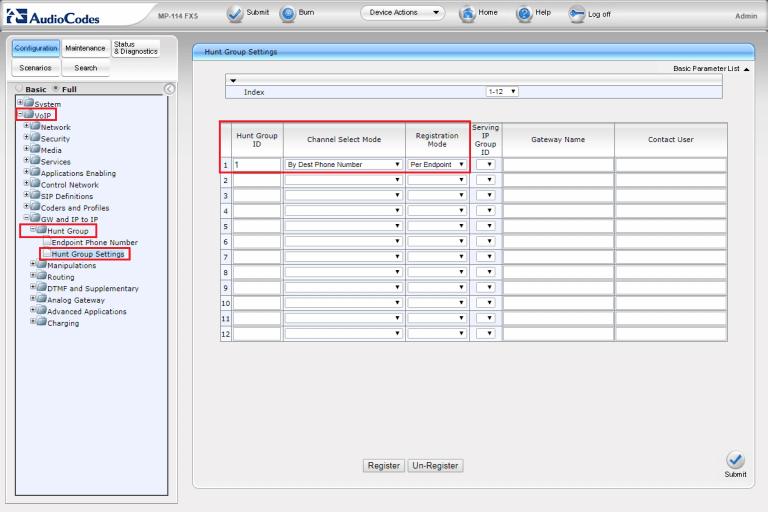 AudioCodes
MP-114 FXS
Submit
Burn
Device Actions
Home
Help
Log off
Admin
Configuration
Maintenance
Status
& Diagnostics
Scenarios
Search
Basic
Full
System
VoIP
Network
Security
Media
Services
Applications Enabling
Control Network
SIP Definitions
Coders and Profiles
GW and IP to IP
Hunt Group
Endpoint Phone Number
Hunt Group Settings
Manipulations
Routing
DTMF and Supplementary
Analog Gateway
Advanced Applications
Charging
Hunt Group Settings
Basic Parameter List
Index
1-12
Hunt Group
ID
Channel Select Mode
Registration
Mode
Serving
IP
Group
ID
Gateway Name
Contact User
1 1 By Dest Phone Number Per Endpoint
2
3
4
5
6
7
8
9
10
11
12
Register
Un-Register
Submit